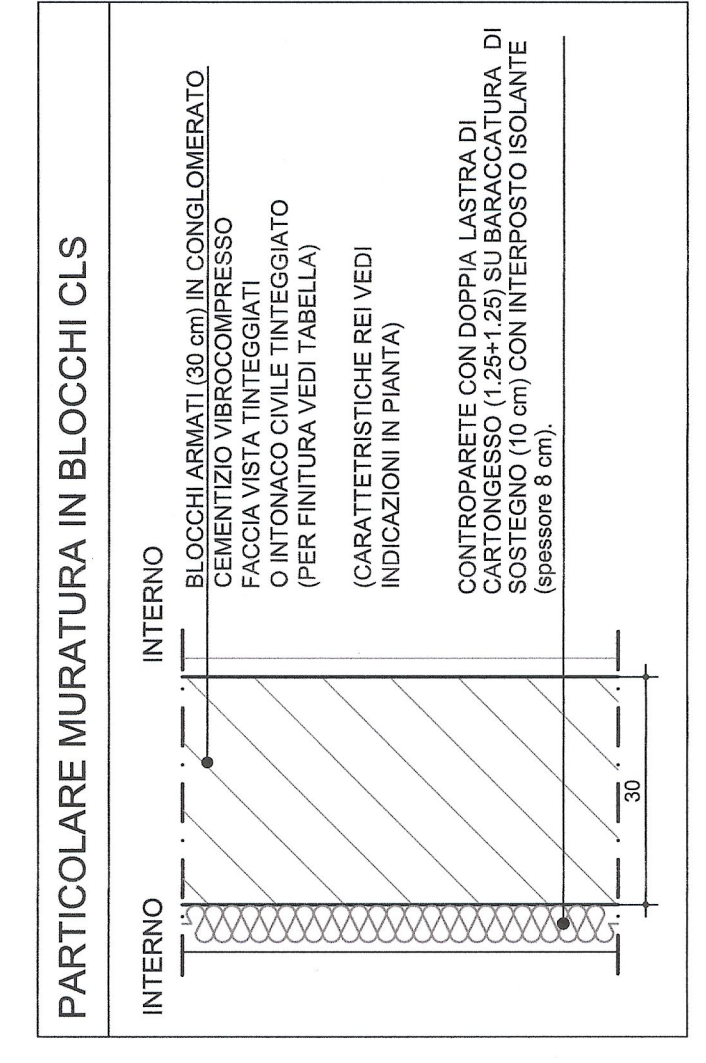 PARTICOLARE MURATURA IN BLOCCHI CLS
INTERNO
INTERNO
BLOCCHI ARMATI (30 cm) IN CONGLOMERATO
CEMENTIZIO VIBROCOMPRESSO
FACCIA VISTA TINTEGGIATI
O INTONACO CIVILE TINTEGGIATO
(PER FINITURA VEDI TABELLA)
(CARATTETRISTICHE REI VEDI
INDICAZIONI IN PIANTA)
CONTROPARETE CON DOPPIA LASTRA DI
CARTONGESSO (1.25+1.25) SU BARACCATURA DI
SOSTEGNO (10 cm) CON INTERPOSTO ISOLANTE
(spessore 8 cm).
30